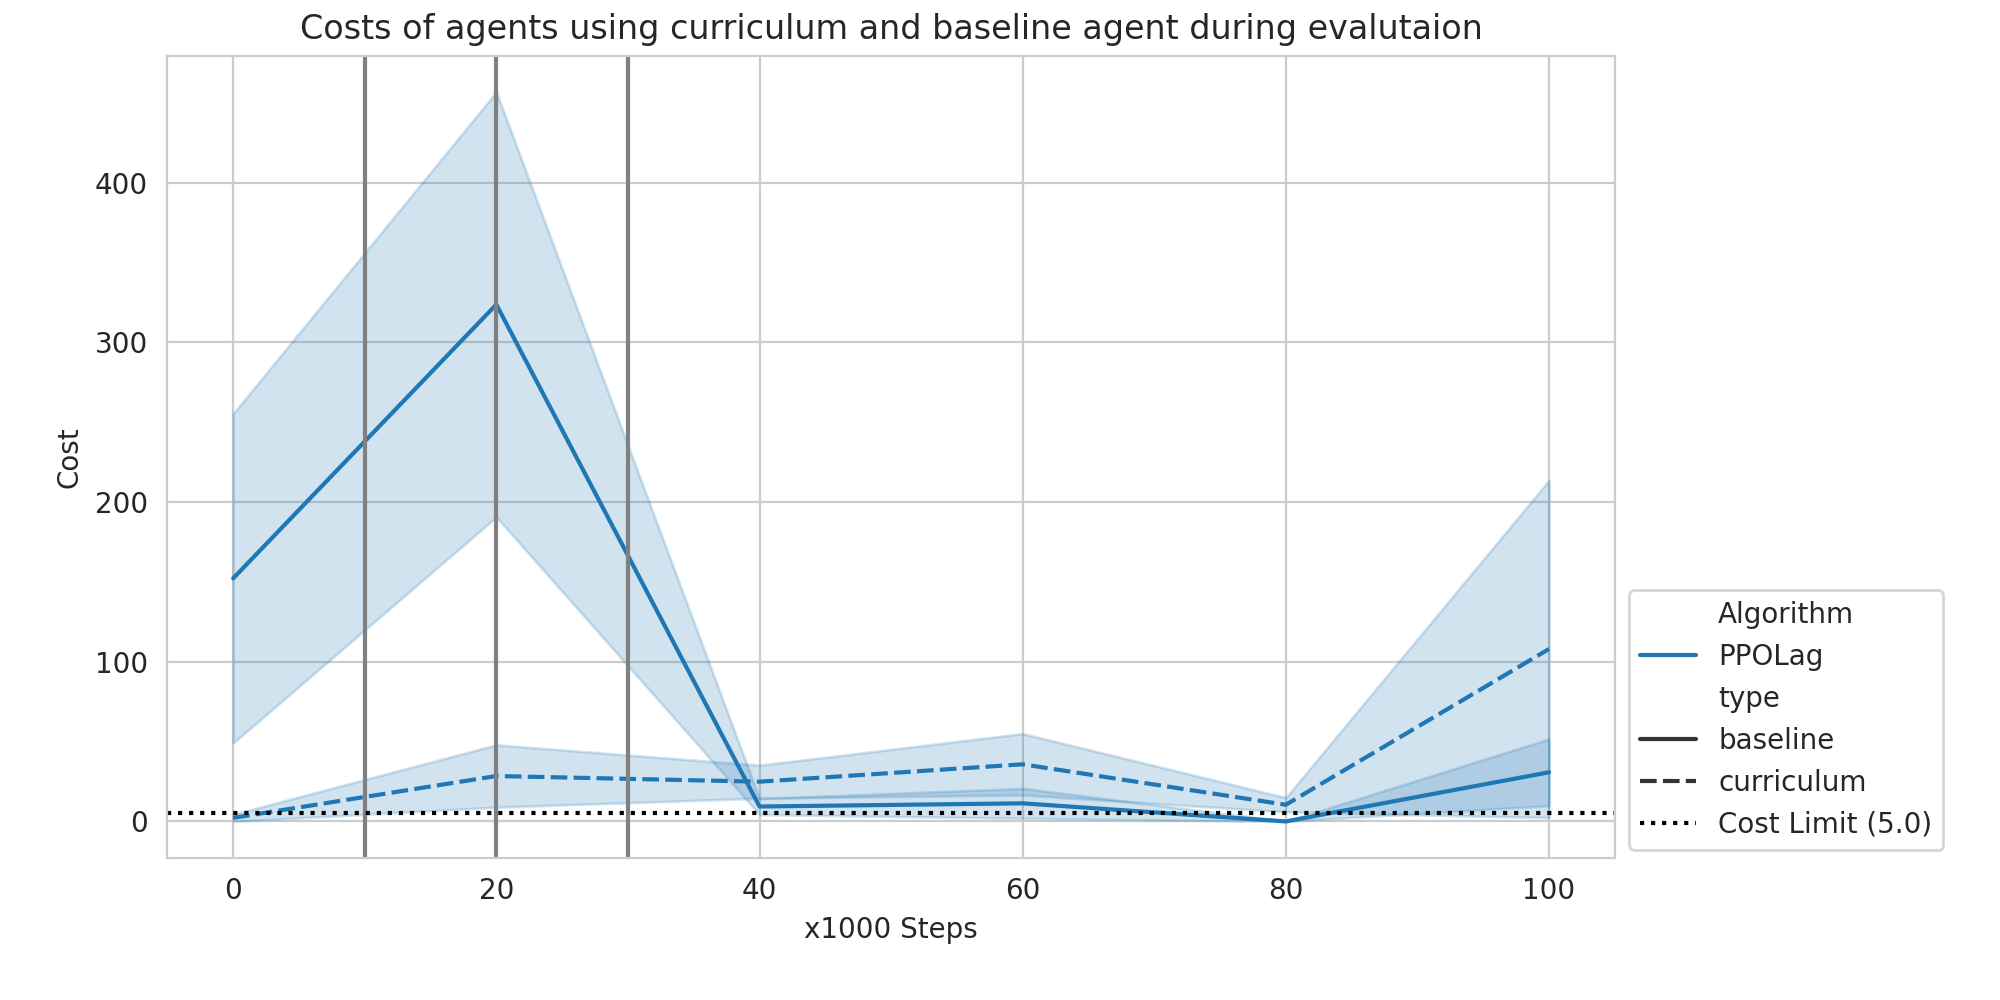 Costs of agents using curriculum and baseline agent during evalutaion
400
300
200
100
0
Cost
0 20 40 60 80 100
x1000 Steps
Algorithm
PPOLag
type
baseline
curriculum
Cost Limit (5.0)